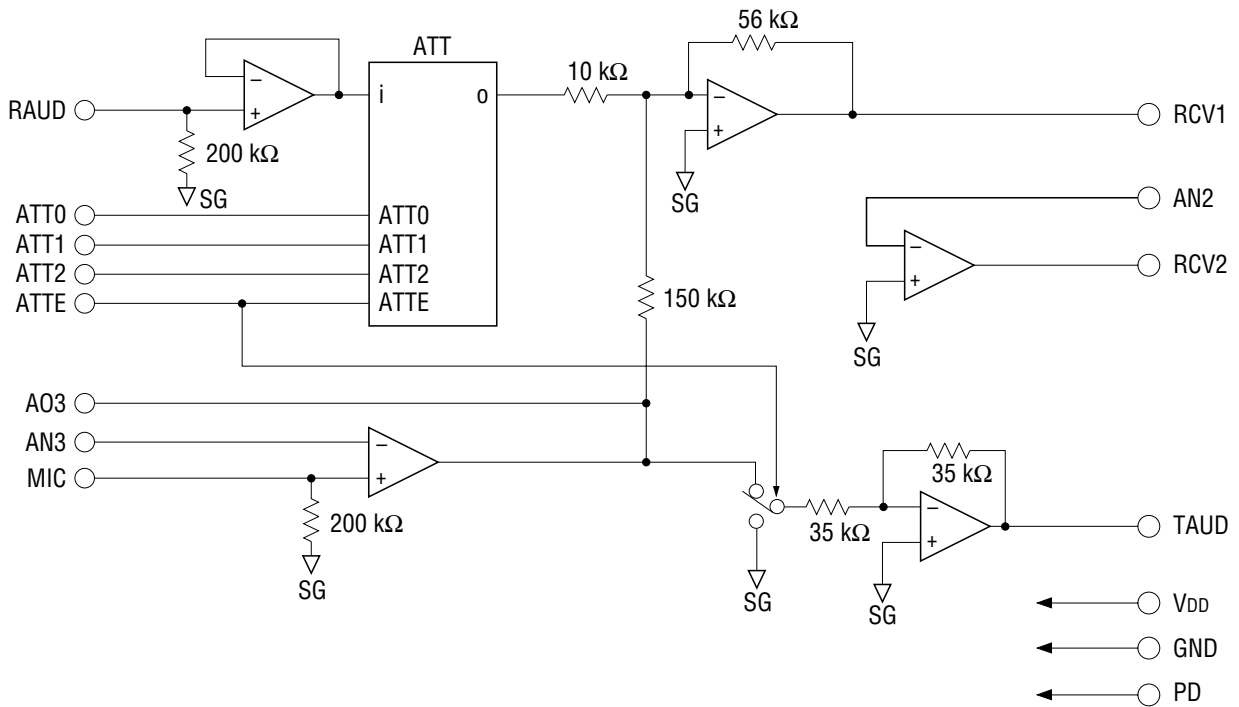 56 kΩ
ATT
10 kΩ
−
+
i
o
−
+
RAUD
RCV1
200 kΩ
SG
SG
AN2
ATT0
ATT0
ATT1
ATT1
−
+
RCV2
ATT2
ATT2
ATTE
ATTE
150 kΩ
SG
AO3
AN3
−
MIC
+
35 kΩ
200 kΩ
35 kΩ
−
+
TAUD
SG
SG
SG
VDD
GND
PD